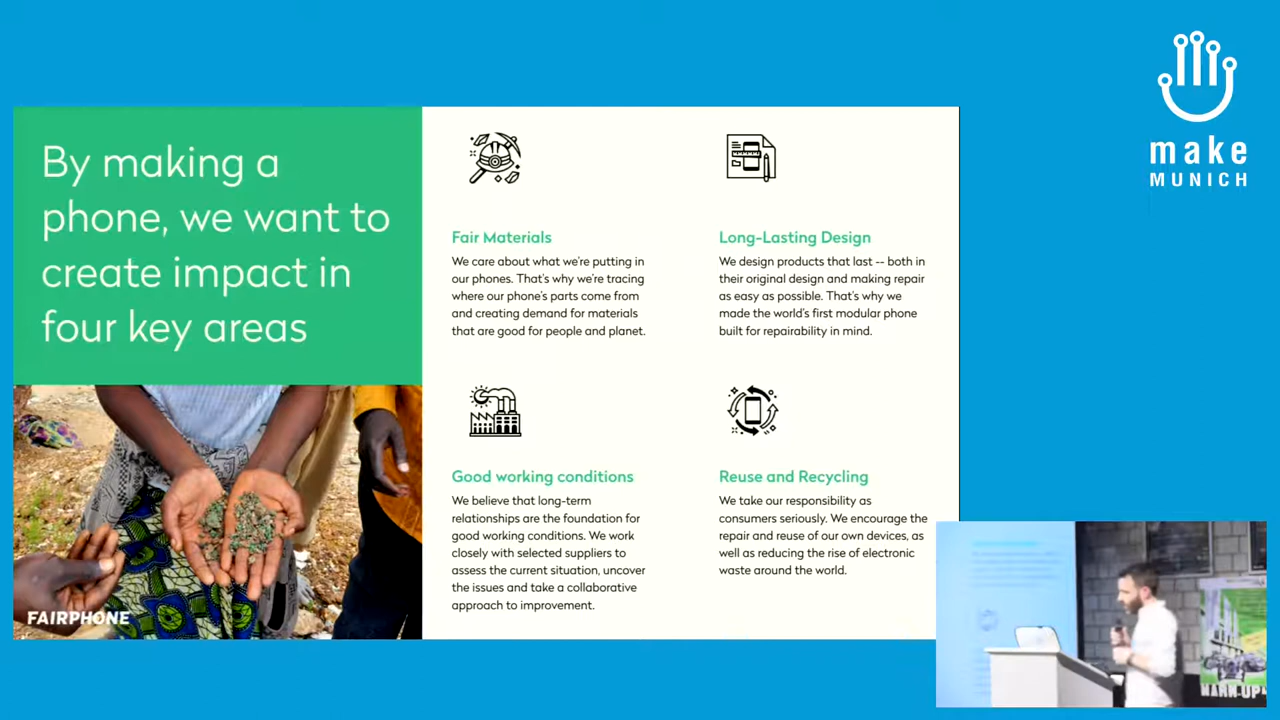 By making a
phone, we want to
create impact in
four key areas
FAIRPHONE
Fair Materials
We care about what we're putting in
our phones. That's why we're tracing
where our phone's parts come from
and creating demand for materials
that are good for people and planet.
Long-Lasting Design
We design products that last -- both in
their original design and making repair
as easy as possible. That's why we
made the world's first modular phone
built for repairability in mind.
Good working conditions
We believe that long-term
relationships are the foundation for
good working conditions. We work
closely with selected suppliers to
assess the current situation, uncover
the issues and take a collaborative
approach to improvement.
Reuse and Recycling
We take our responsibility as
consumers seriously. We encourage the
repair and reuse of our own devices, as
well as reducing the rise of electronic
waste around the world.
make
MUNICH